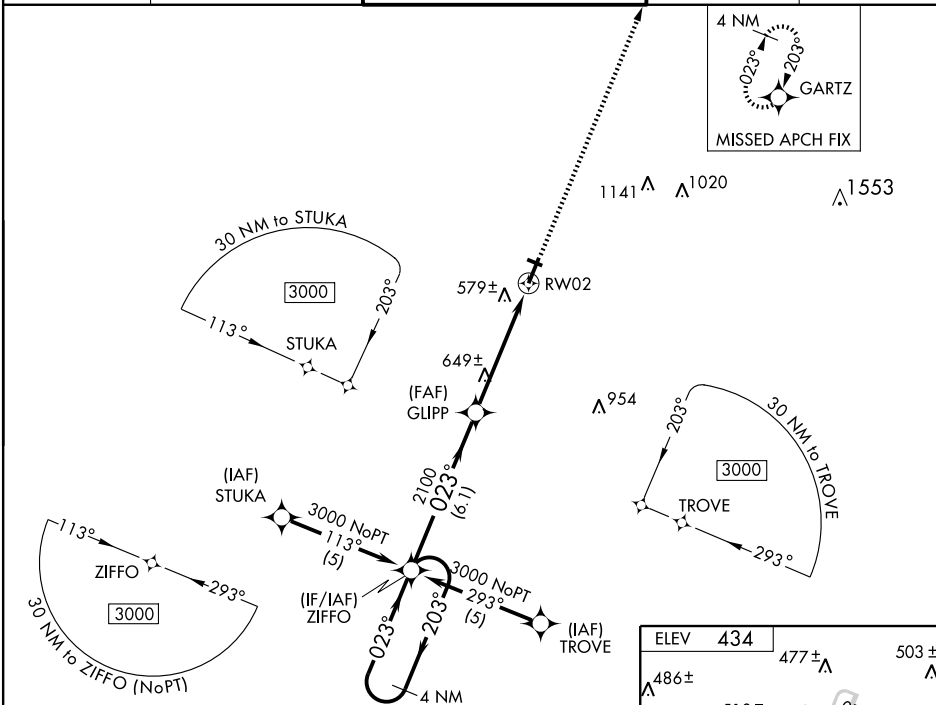 4 NM
023°
203°
GARTZ
MISSED APCH FIX
1141
1020
1553
30 NM to STUKA
3000
203°
113°
STUKA
579±
RW02
649±
(FAF)
GLIPP
954
30 NM to TROVE
203°
3000
TROVE
293°
2100
023°
(6.1)
(IAF)
STUKA
3000 NoPT
113°
(5)
113°
ZIFFO
293°
3000
30 NM to ZIFFO (NoPT)
(IF/IAF)
ZIFFO
3000 NoPT
293°
(5)
(IAF)
TROVE
023°
203°
4 NM
ELEV 434
477±
503±
486±